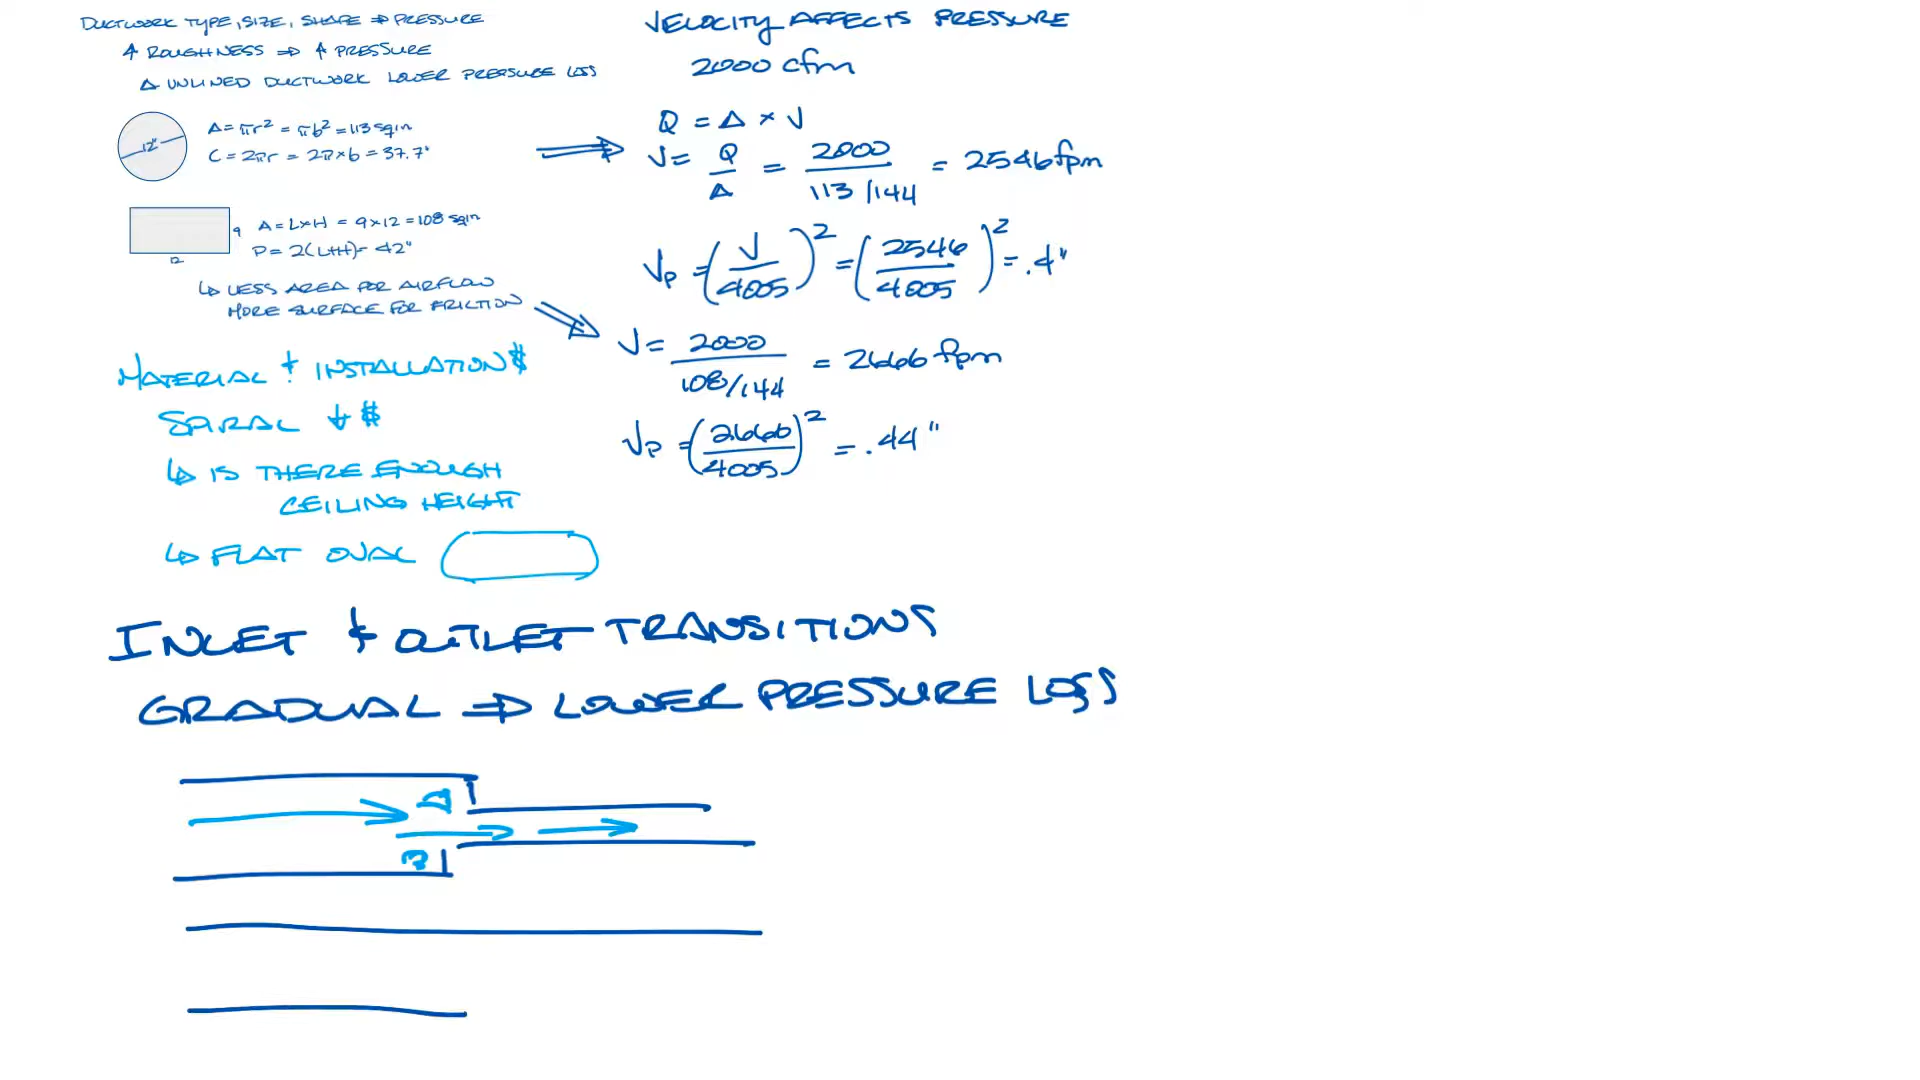 DUCTWORK TYPE, SIZE, SHAPE ⇒ PRESSURE
↑ ROUGHNESS ⇒ ↑ PRESSURE
Δ UNLINED DUCTWORK LOWER PRESSURE LOSS
12"
A = πr² = π6² = 113 sqin
C = 2πr = 2π×6 = 37.7"
9
12
A = L×H = 9×12 = 108 sqin
P = 2(L+H) = 42"
↳ LESS AREA FOR AIRFLOW
MORE SURFACE FOR FRICTION
MATERIAL & INSTALLATION $
SPIRAL ↓ $
↳ IS THERE ENOUGH
CEILING HEIGHT
↳ FLAT OVAL
VELOCITY AFFECTS PRESSURE
2000 cfm
Q = A × V
V = Q/A = 2000/(113/144) = 2546 fpm
Vp = (V/4005)² = (2546/4005)² = .4"
V = 2000/(108/144) = 2666 fpm
Vp = (2666/4005)² = .44"
INLET & OUTLET TRANSITIONS
GRADUAL ⇒ LOWER PRESSURE LOSS